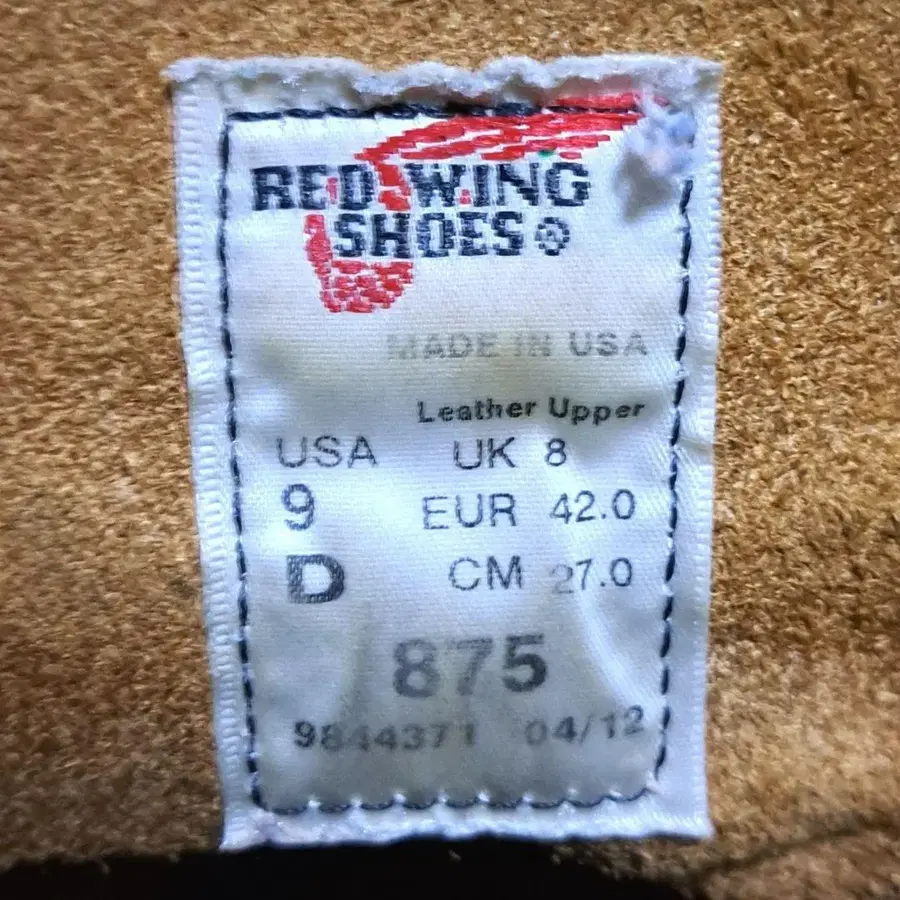 RED WING
SHOES®
MADE IN USA
Leather Upper
USA UK 8
9 EUR 42.0
D CM 27.0
875
9844371 04/12